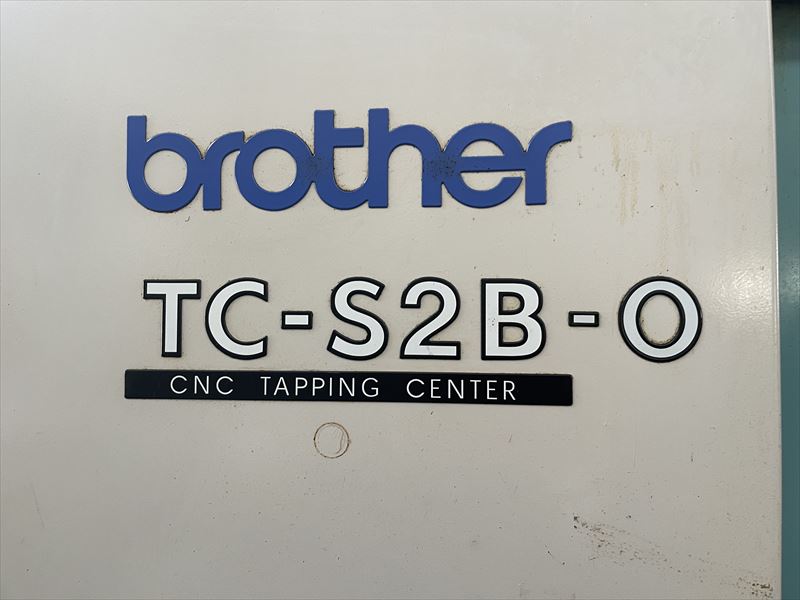 brother
TC-S2B-O
CNC TAPPING CENTER